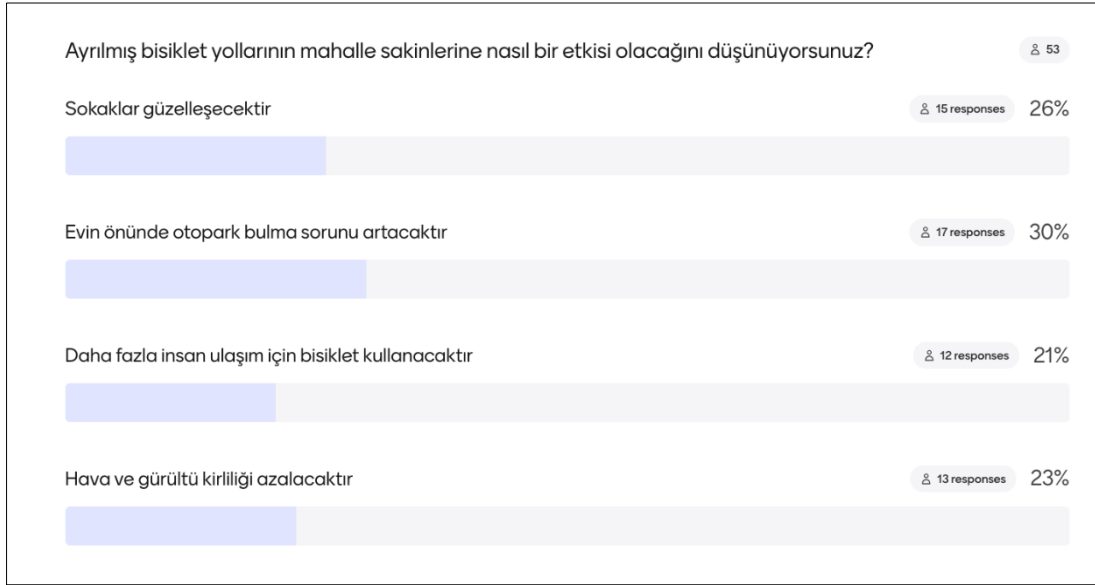 Ayrılmış bisiklet yollarının mahalle sakinlerine nasıl bir etkisi olacağını düşünüyorsunuz? 53
Sokaklar güzelleşecektir 15 responses 26%
Evin önünde otopark bulma sorunu artacaktır 17 responses 30%
Daha fazla insan ulaşım için bisiklet kullanacaktır 12 responses 21%
Hava ve gürültü kirliliği azalacaktır 13 responses 23%